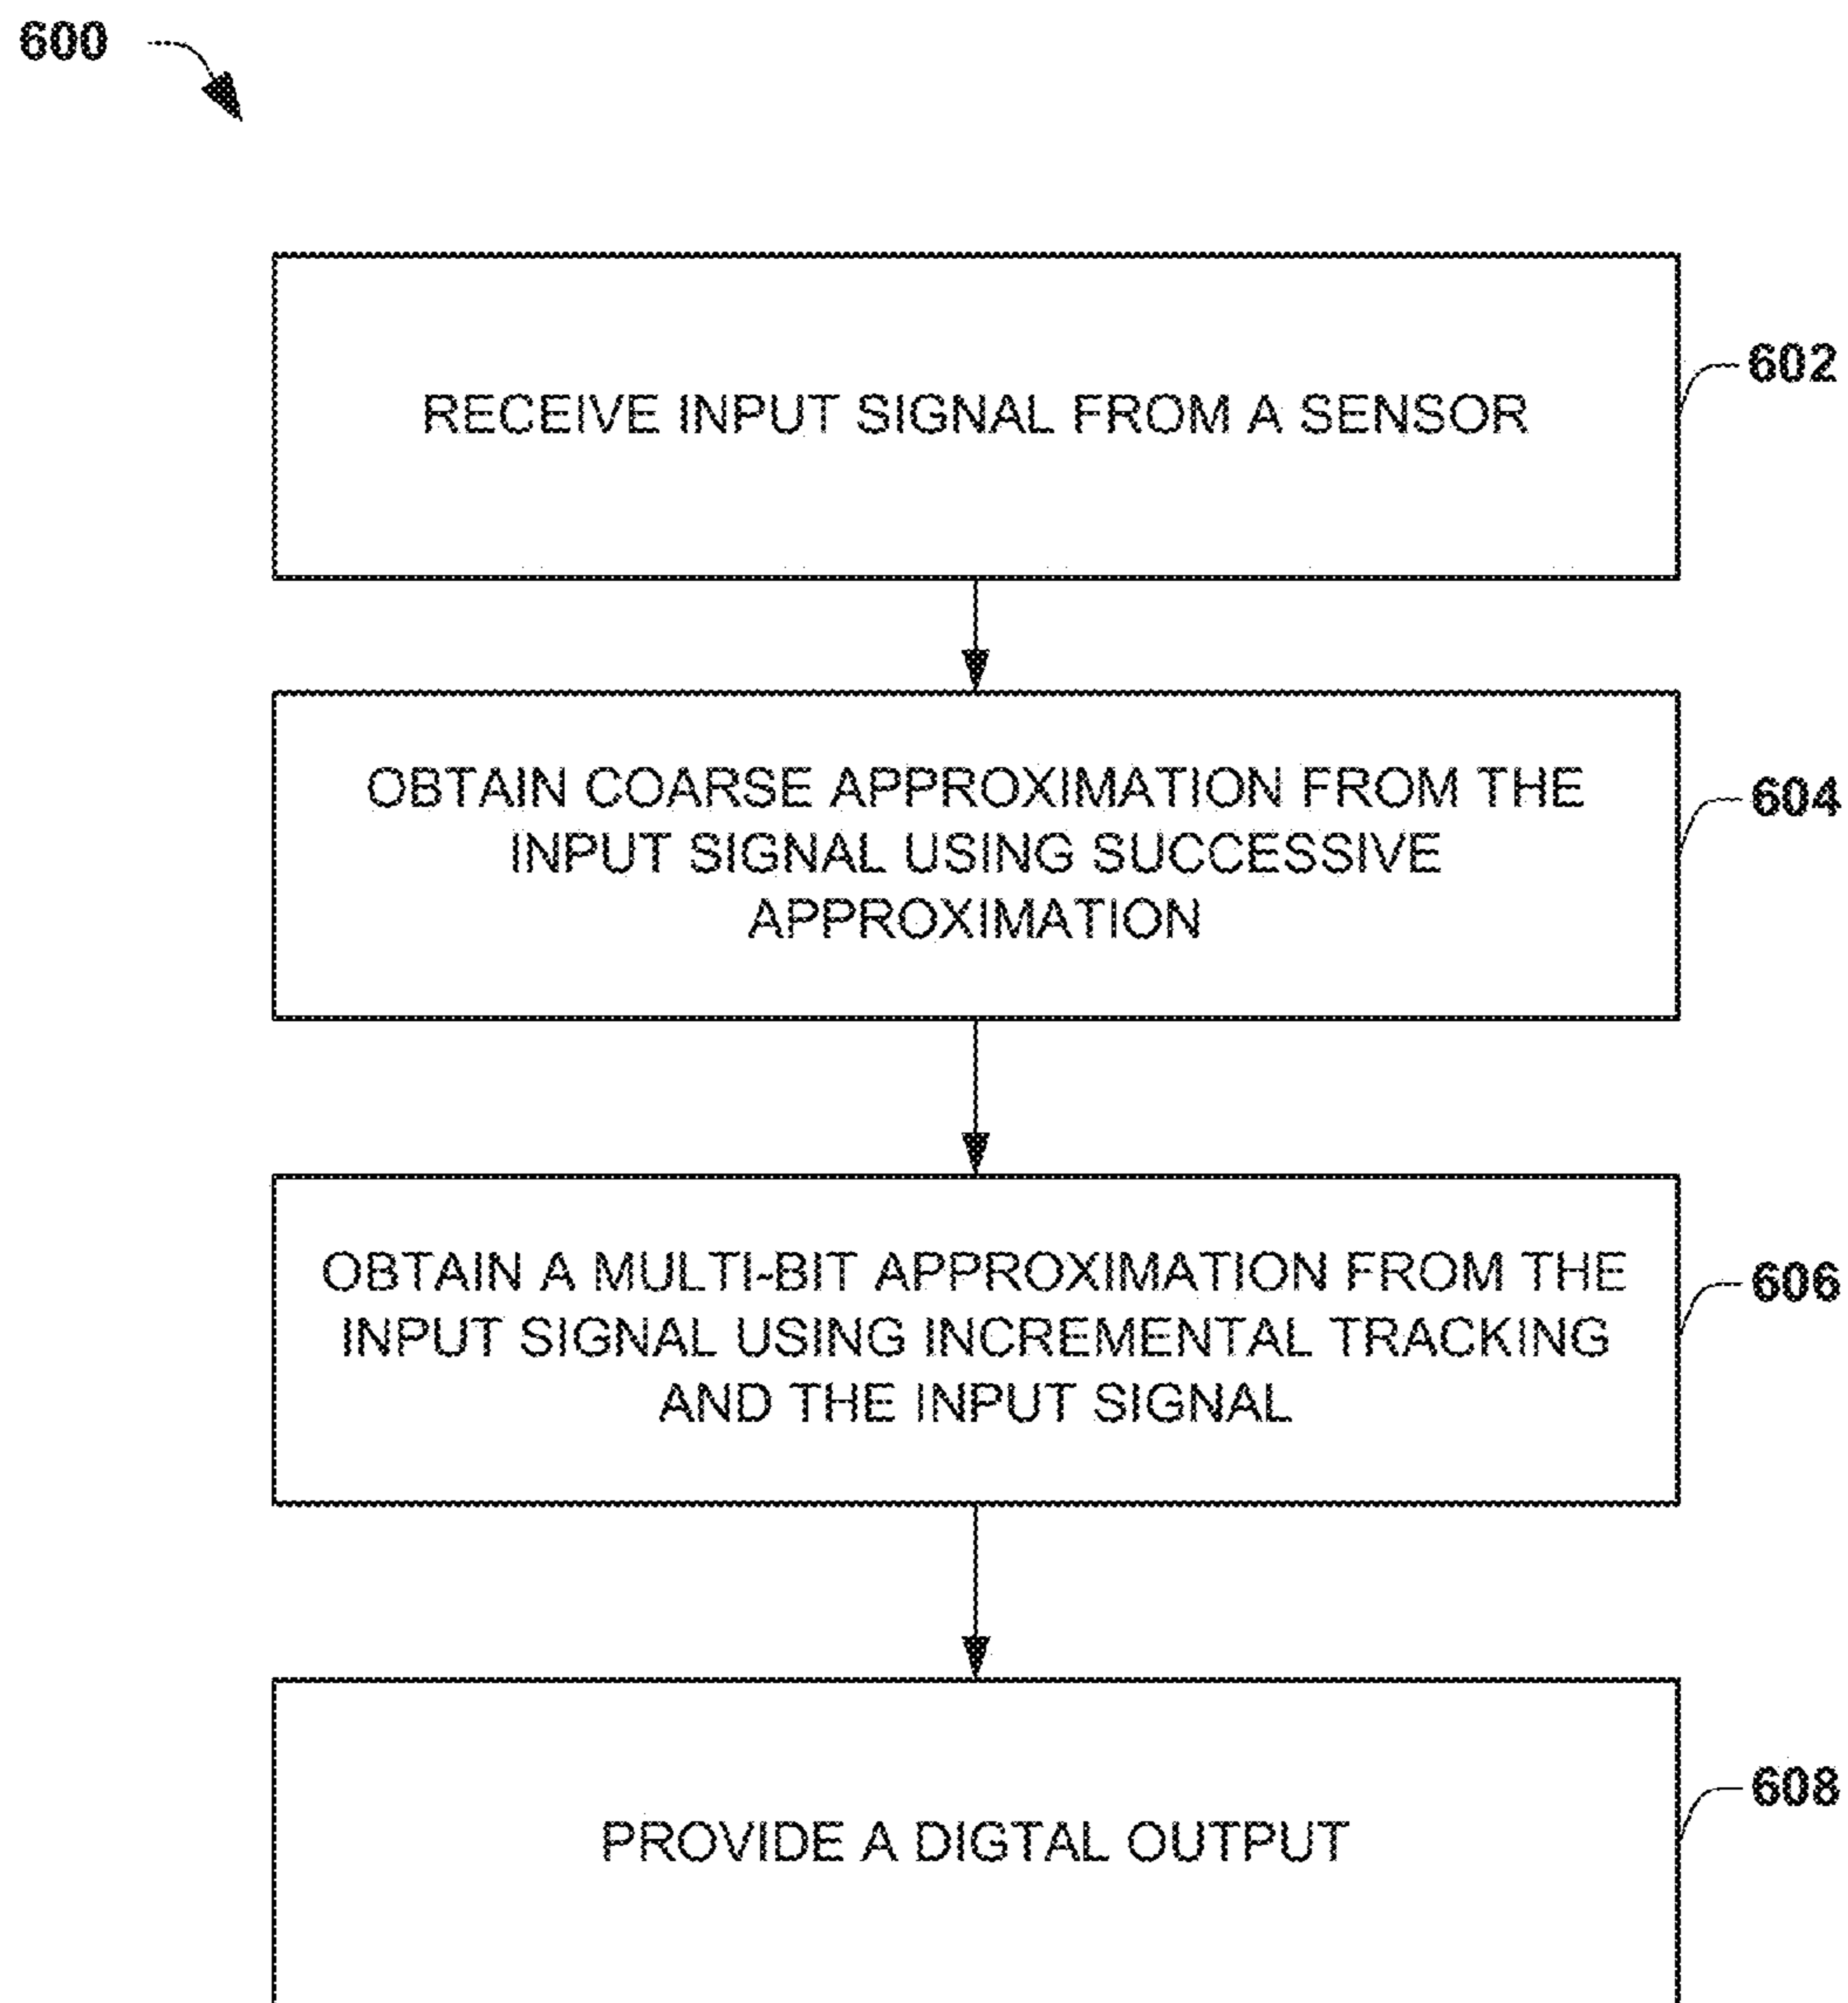 600
RECEIVE INPUT SIGNAL FROM A SENSOR
602
OBTAIN COARSE APPROXIMATION FROM THE
INPUT SIGNAL USING SUCCESSIVE
APPROXIMATION
604
OBTAIN A MULTI-BIT APPROXIMATION FROM THE
INPUT SIGNAL USING INCREMENTAL TRACKING
AND THE INPUT SIGNAL
606
PROVIDE A DIGTAL OUTPUT
608